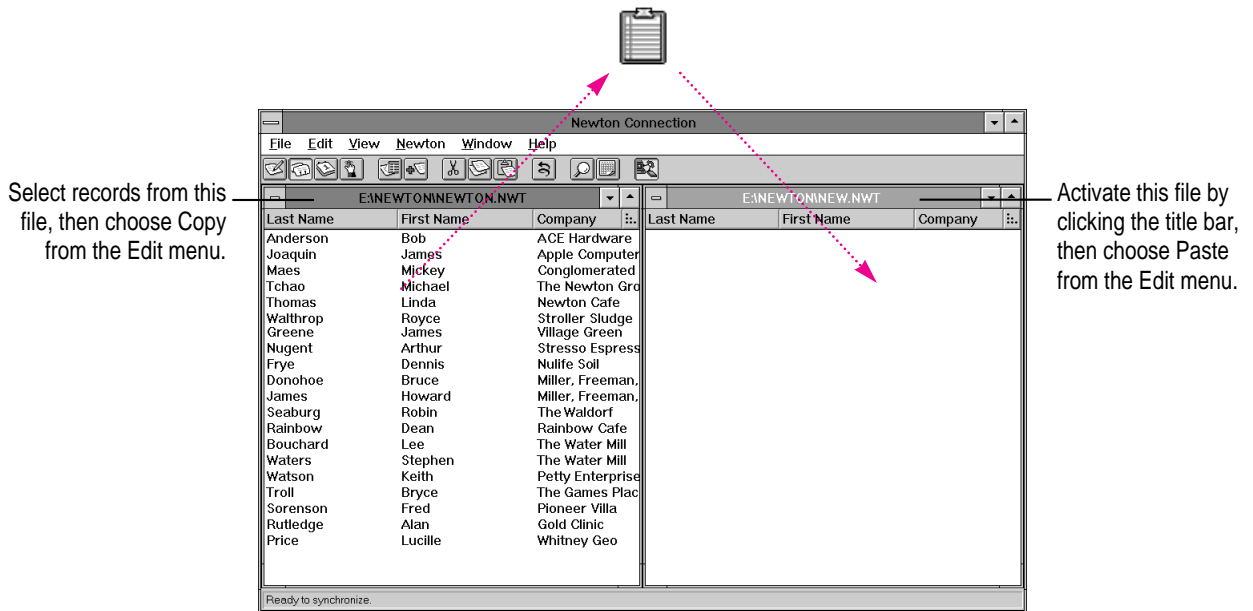 Newton Connection
File Edit View Newton Window Help
Select records from this
file, then choose Copy
from the Edit menu.
E:\NEWTON\NEWTON.NWT
Last Name First Name Company
Anderson Bob ACE Hardware
Joaquin James Apple Computer
Maes Mickey Conglomerated
Tchao Michael The Newton Gro
Thomas Linda Newton Cafe
Walthrop Royce Stroller Sludge
Greene James Village Green
Nugent Arthur Stresso Espress
Frye Dennis Nulife Soil
Donohoe Bruce Miller, Freeman,
James Howard Miller, Freeman,
Seaburg Robin The Waldorf
Rainbow Dean Rainbow Cafe
Bouchard Lee The Water Mill
Waters Stephen The Water Mill
Watson Keith Petty Enterprise
Troll Bryce The Games Plac
Sorenson Fred Pioneer Villa
Rutledge Alan Gold Clinic
Price Lucille Whitney Geo
E:\NEWTON\NEW.NWT
Last Name First Name Company
Activate this file by
clicking the title bar,
then choose Paste
from the Edit menu.
Ready to synchronize.